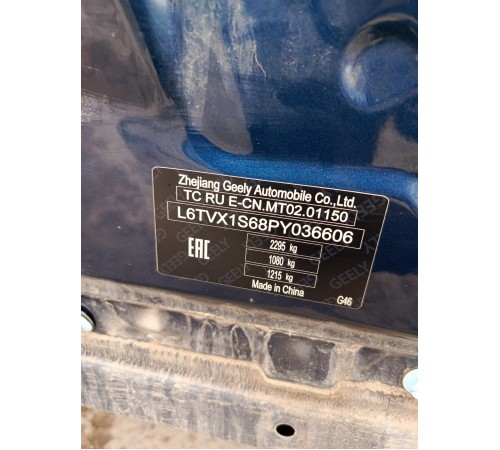 Zhejiang Geely Automobile Co.,Ltd.
TC RU E-CN.MT02.01150
L6TVX1S68PY036606
EAC
2295 kg
1080 kg
1215 kg
Made in China
G46